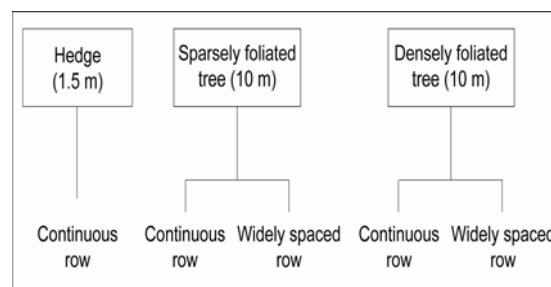 Hedge
(1.5 m)
Sparsely foliated
tree (10 m)
Densely foliated
tree (10 m)
Continuous
row
Continuous
row
Widely spaced
row
Continuous
row
Widely spaced
row